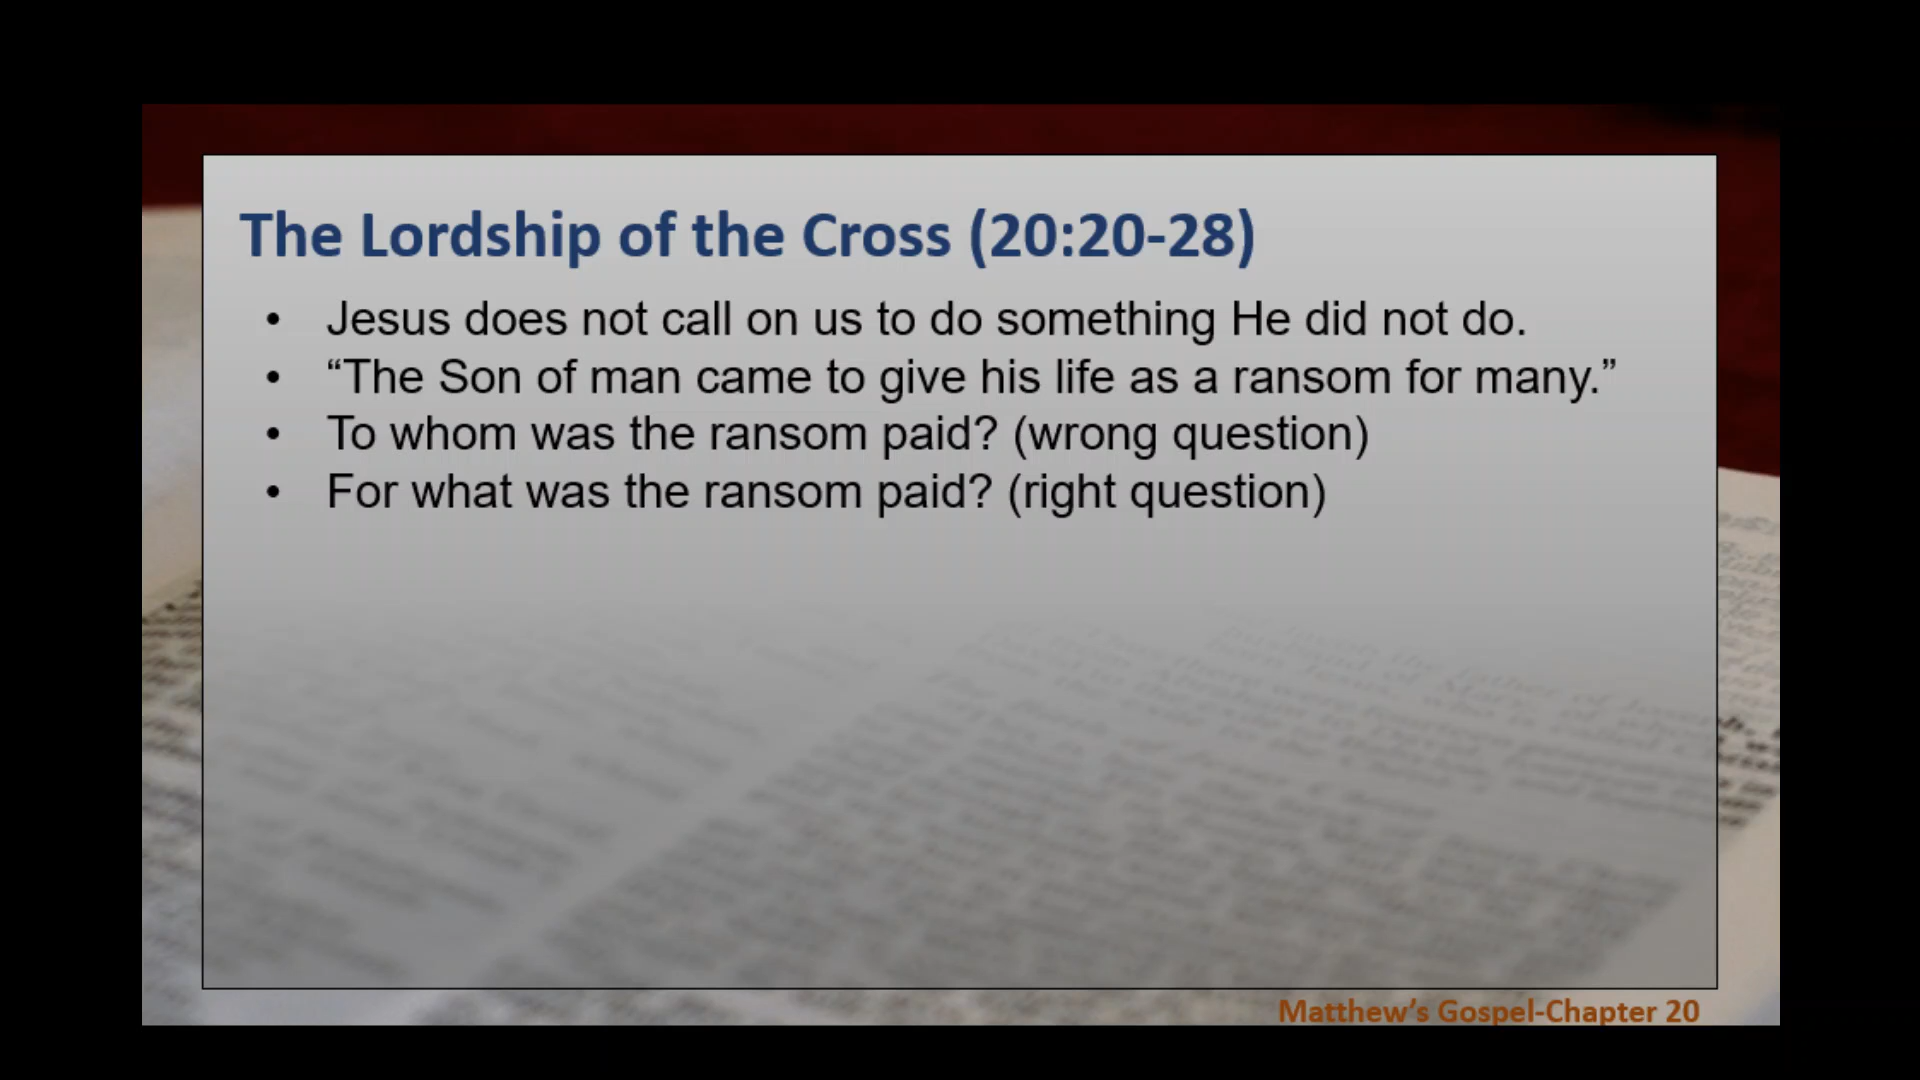 The Lordship of the Cross (20:20-28)
• Jesus does not call on us to do something He did not do.
• “The Son of man came to give his life as a ransom for many.”
• To whom was the ransom paid? (wrong question)
• For what was the ransom paid? (right question)
Matthew’s Gospel-Chapter 20